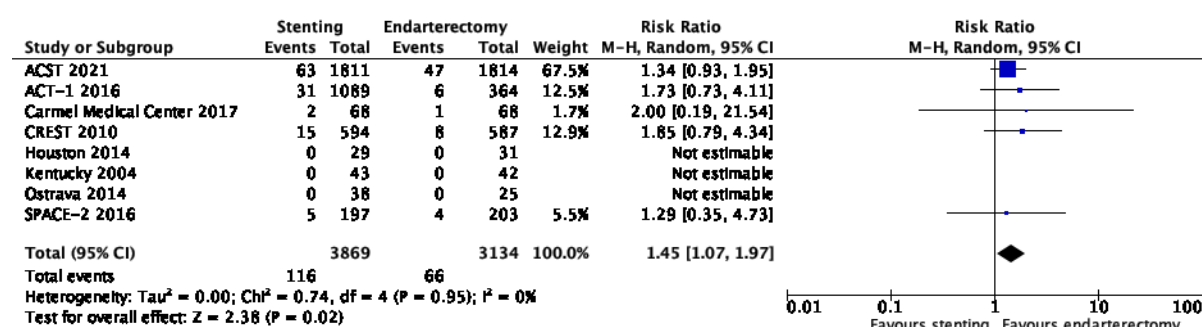 Stenting Endarterectomy Risk Ratio Risk Ratio
Study or Subgroup Events Total Events Total Weight M-H, Random, 95% CI M-H, Random, 95% CI
ACST 2021 63 1811 47 1814 67.5% 1.34 [0.93, 1.95]
ACT-1 2016 31 1089 6 364 12.5% 1.73 [0.73, 4.11]
Carmel Medical Center 2017 2 68 1 68 1.7% 2.00 [0.19, 21.54]
CREST 2010 15 594 8 587 12.9% 1.85 [0.79, 4.34]
Houston 2014 0 29 0 31 Not estimable
Kentucky 2004 0 43 0 42 Not estimable
Ostrava 2014 0 38 0 25 Not estimable
SPACE-2 2016 5 197 4 203 5.5% 1.29 [0.35, 4.73]
Total (95% CI) 3869 3134 100.0% 1.45 [1.07, 1.97]
Total events 116 66
Heterogeneity: Tau² = 0.00; Chi² = 0.74, df = 4 (P = 0.95); I² = 0%
Test for overall effect: Z = 2.38 (P = 0.02)
0.01 0.1 1 10 100
Favours stenting Favours endarterectomy